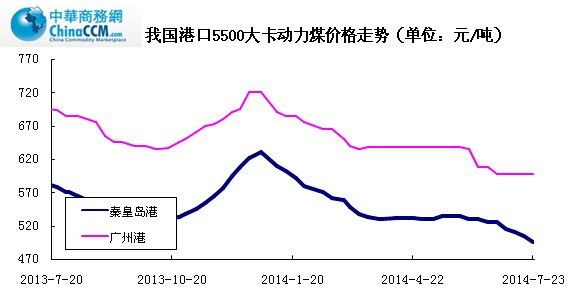 中華商務網
ChinaCCM.com
China Commodity Marketplace
我国港口5500大卡动力煤价格走势（单位：元/吨）
770
720
670
620
570
520
470
秦皇岛港
广州港
2013-7-20
2013-10-20
2014-1-20
2014-4-22
2014-7-23